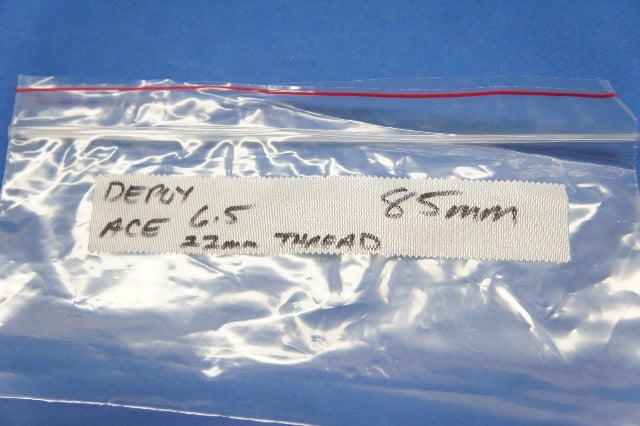 DEPUY
ACE 6.5
22mm THREAD
85mm